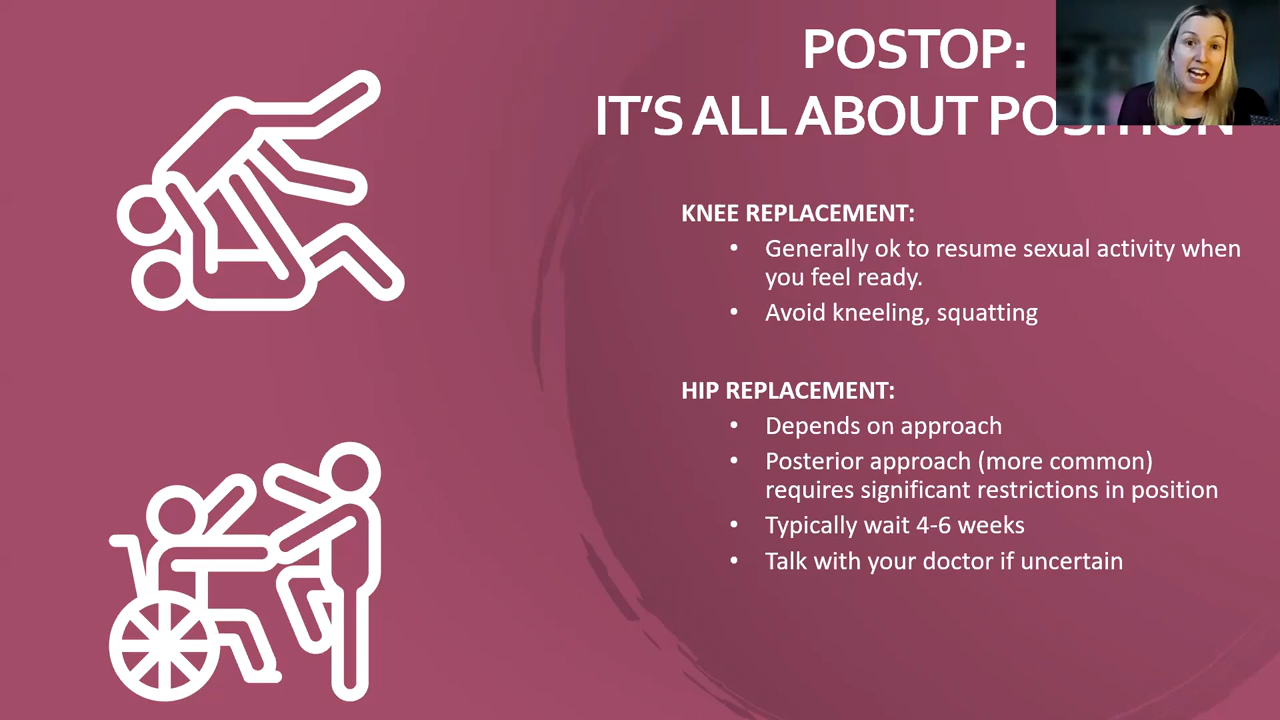 POSTOP:
IT'S ALL ABOUT POSITION
KNEE REPLACEMENT:
• Generally ok to resume sexual activity when
you feel ready.
• Avoid kneeling, squatting
HIP REPLACEMENT:
• Depends on approach
• Posterior approach (more common)
requires significant restrictions in position
• Typically wait 4-6 weeks
• Talk with your doctor if uncertain